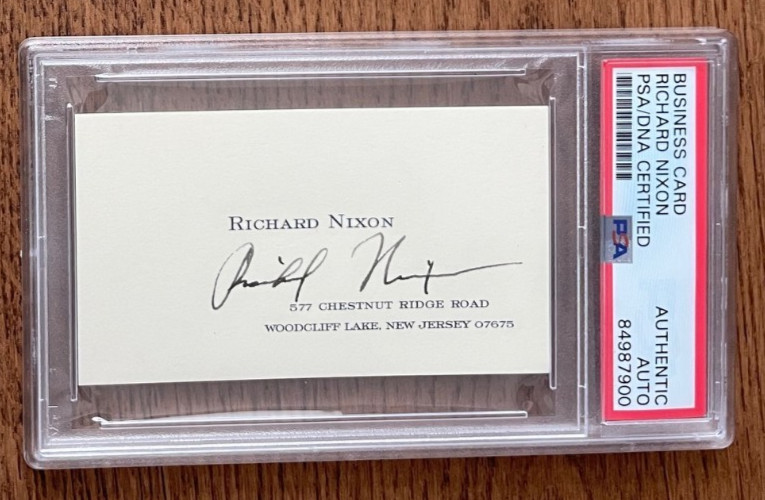 RICHARD NIXON
Richard Nixon
577 CHESTNUT RIDGE ROAD
WOODCLIFF LAKE, NEW JERSEY 07675
BUSINESS CARD
RICHARD NIXON
PSA/DNA CERTIFIED
PSA
AUTHENTIC
AUTO
84987900